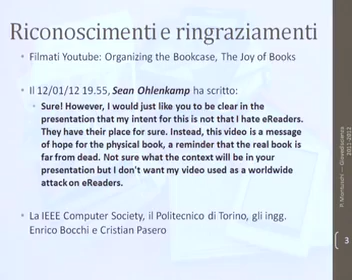 Riconoscimenti e ringraziamenti
Filmati Youtube: Organizing the Bookcase, The Joy of Books
Il 12/01/12 19.55, Sean Ohlenkamp ha scritto:
Sure! However, I would just like you to be clear in the
presentation that my intent for this is not that I hate eReaders.
They have their place for sure. Instead, this video is a message
of hope for the physical book, a reminder that the real book is
far from dead. Not sure what the context will be in your
presentation but I don't want my video used as a worldwide
attack on eReaders.
La IEEE Computer Society, il Politecnico di Torino, gli ingg.
Enrico Bocchi e Cristian Pasero
P. Montuschi — Giovedì Scienza
2011-2012
3